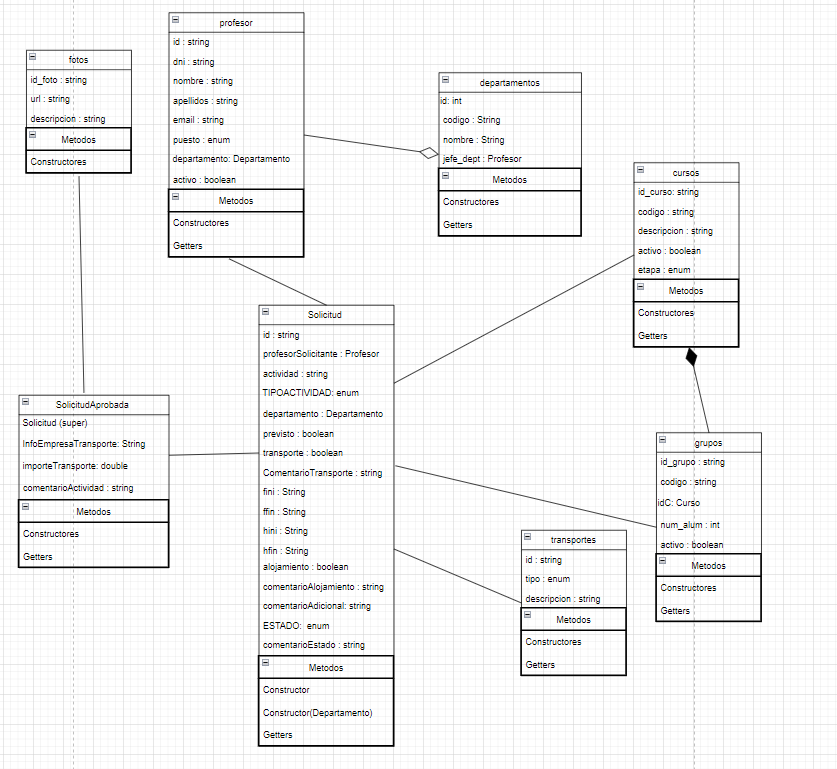 profesor
id : string
dni : string
nombre : string
apellidos : string
email : string
puesto : enum
departamento: Departamento
activo : boolean
Metodos
Constructores
Getters
fotos
id_foto : string
url : string
descripcion : string
Metodos
Constructores
departamentos
id: int
codigo : String
nombre : String
jefe_dept : Profesor
Metodos
Constructores
Getters
cursos
id_curso: string
codigo : string
descripcion : string
activo : boolean
etapa : enum
Metodos
Constructores
Getters
Solicitud
id : string
profesorSolicitante : Profesor
actividad : string
TIPOACTIVIDAD: enum
departamento : Departamento
previsto : boolean
transporte : boolean
ComentarioTransporte : string
fini : String
ffin : String
hini : String
hfin : String
alojamiento : boolean
comentarioAlojamiento : string
comentarioAdicional: string
ESTADO: enum
comentarioEstado : string
Metodos
Constructor
Constructor(Departamento)
Getters
SolicitudAprobada
Solicitud (super)
InfoEmpresaTransporte: String
importeTransporte: double
comentarioActividad : string
Metodos
Constructores
Getters
grupos
id_grupo : string
codigo : string
idC: Curso
num_alum : int
activo : boolean
Metodos
Constructores
Getters
transportes
id : string
tipo : enum
descripcion : string
Metodos
Constructores
Getters